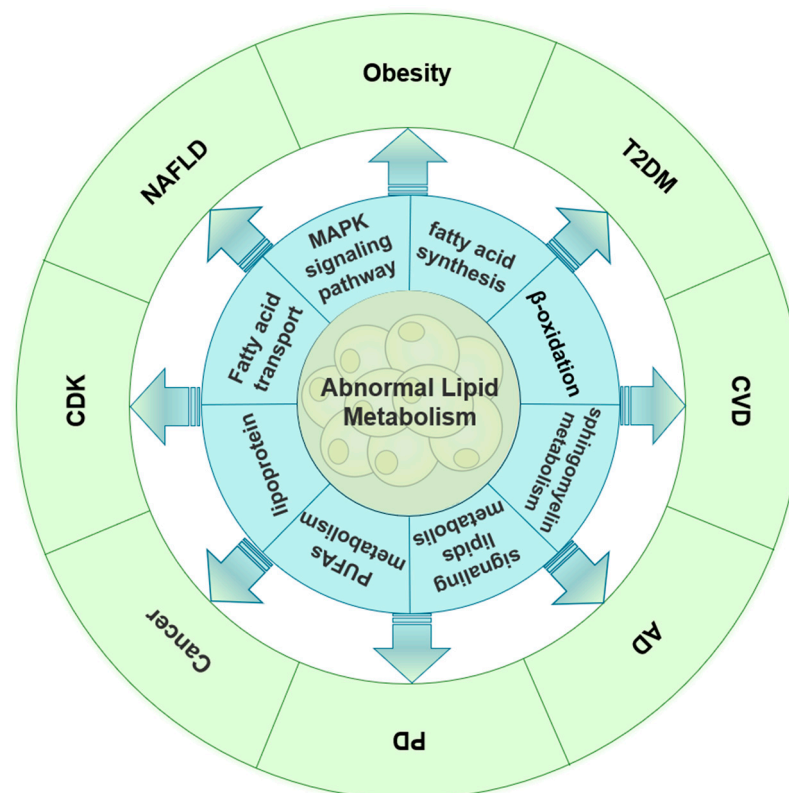 Obesity
T2DM
CVD
AD
PD
Cancer
CDK
NAFLD
MAPK
signaling
pathway
fatty acid
synthesis
β-oxidation
sphingomyelin
metabolism
signaling
lipids
metabolis
PUFAs
metabolism
lipoprotein
Fatty acid
transport
Abnormal Lipid
Metabolism